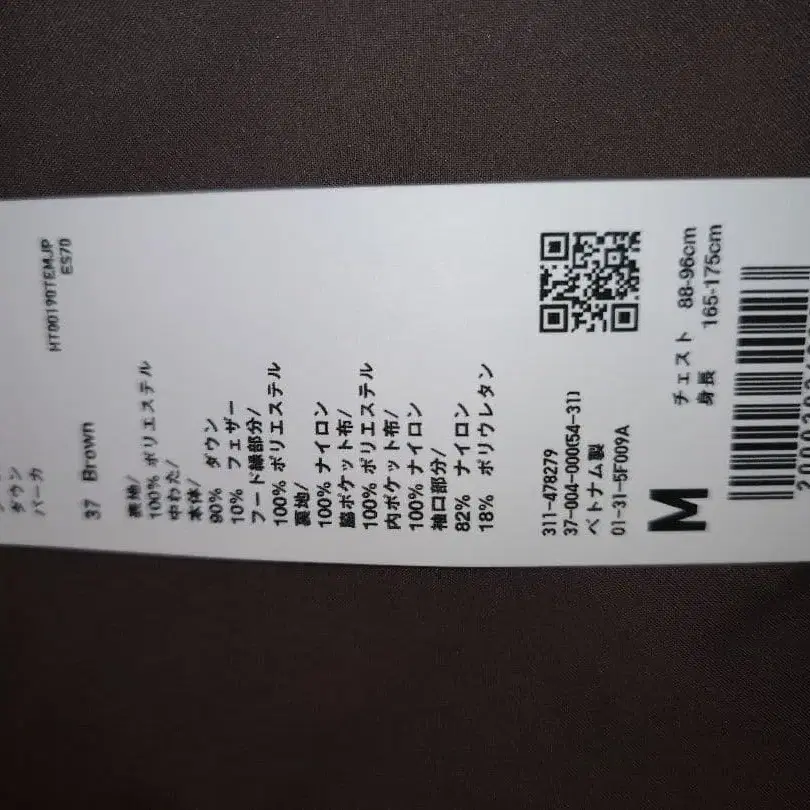 ダウン
パーカ
HT00190TEMJP
ES70
37 Brown
表地/
100% ポリエステル
中わた/
本体/
90% ダウン
10% フェザー
フード縁部分/
100% ポリエステル
裏地/
100% ナイロン
脇ポケット布/
100% ポリエステル
内ポケット布/
100% ナイロン
袖口部分/
82% ナイロン
18% ポリウレタン
311-478279
37-004-000(54-31)
ベトナム製
01-31-5F009A
M
チェスト 88-96cm
身長 165-175cm